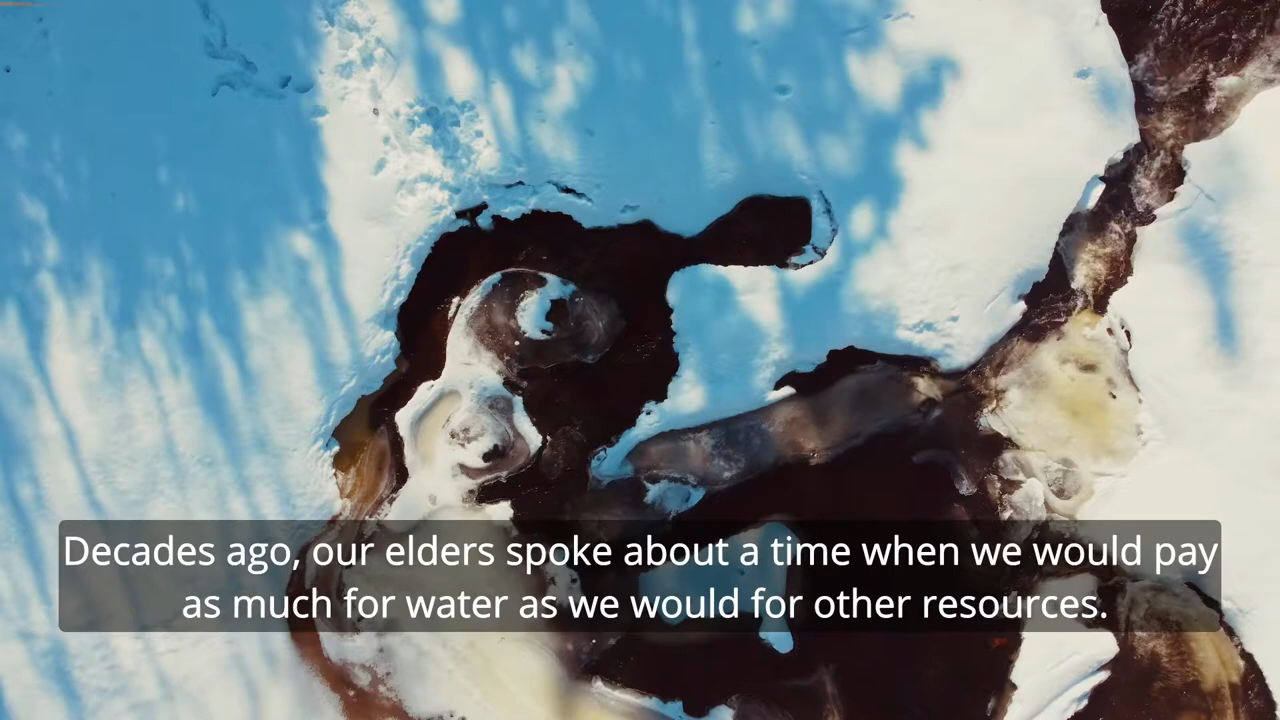 Decades ago, our elders spoke about a time when we would pay
as much for water as we would for other resources.